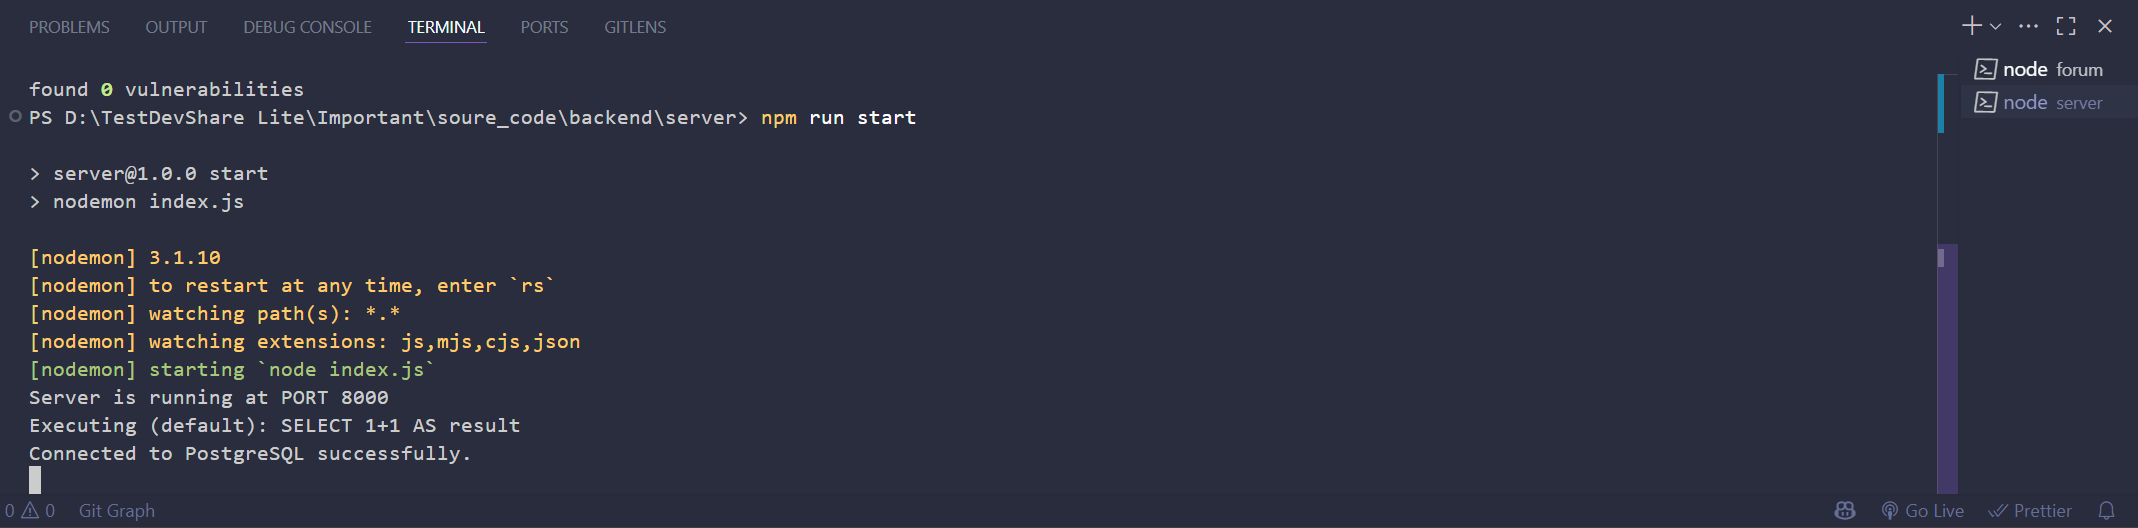 PROBLEMS OUTPUT DEBUG CONSOLE TERMINAL PORTS GITLENS
found 0 vulnerabilities
PS D:\TestDevShare Lite\Important\soure_code\backend\server> npm run start
> server@1.0.0 start
> nodemon index.js
[nodemon] 3.1.10
[nodemon] to restart at any time, enter `rs`
[nodemon] watching path(s): *.*
[nodemon] watching extensions: js,mjs,cjs,json
[nodemon] starting `node index.js`
Server is running at PORT 8000
Executing (default): SELECT 1+1 AS result
Connected to PostgreSQL successfully.
node forum
node server
0 0 Git Graph Go Live Prettier